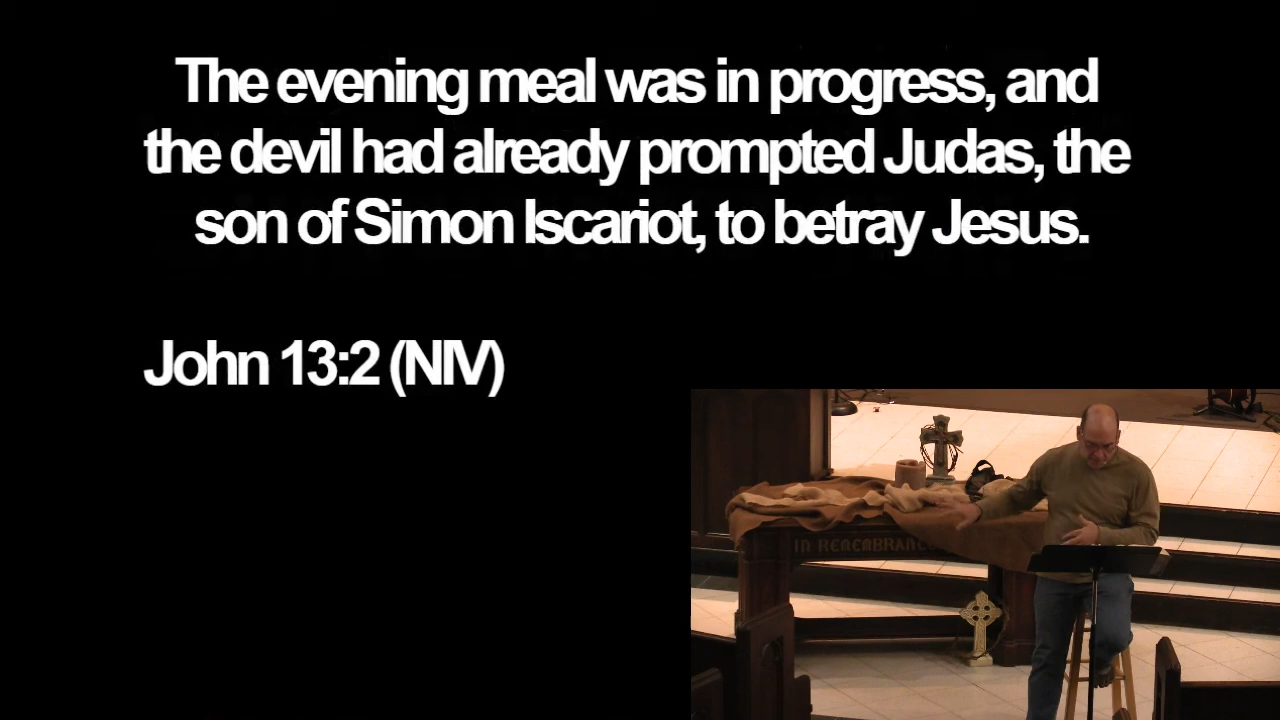 The evening meal was in progress, and
the devil had already prompted Judas, the
son of Simon Iscariot, to betray Jesus.
John 13:2 (NIV)
IN REMEMBRANC